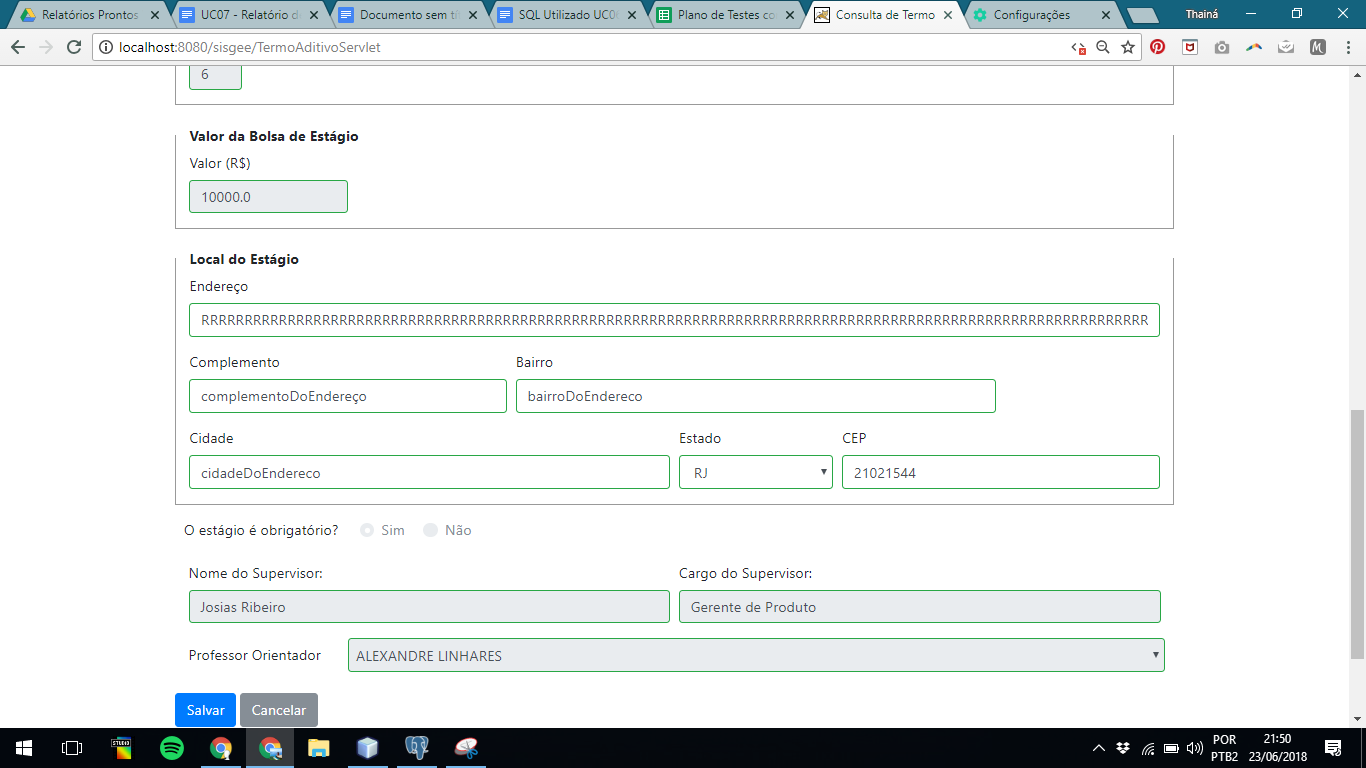 Relatórios Prontos
UC07 - Relatório d
Documento sem tí
SQL Utilizado UC0
Plano de Testes co
Consulta de Termo
Configurações
Thainá
localhost:8080/sisgee/TermoAditivoServlet
6
Valor da Bolsa de Estágio
Valor (R$)
10000.0
Local do Estágio
Endereço
Complemento Bairro
complementoDoEndereço bairroDoEndereco
Cidade Estado CEP
cidadeDoEndereco RJ 21021544
O estágio é obrigatório? Sim Não
Nome do Supervisor: Cargo do Supervisor:
Josias Ribeiro Gerente de Produto
Professor Orientador ALEXANDRE LINHARES
Salvar Cancelar
STUDIO
POR 21:50
PTB2 23/06/2018